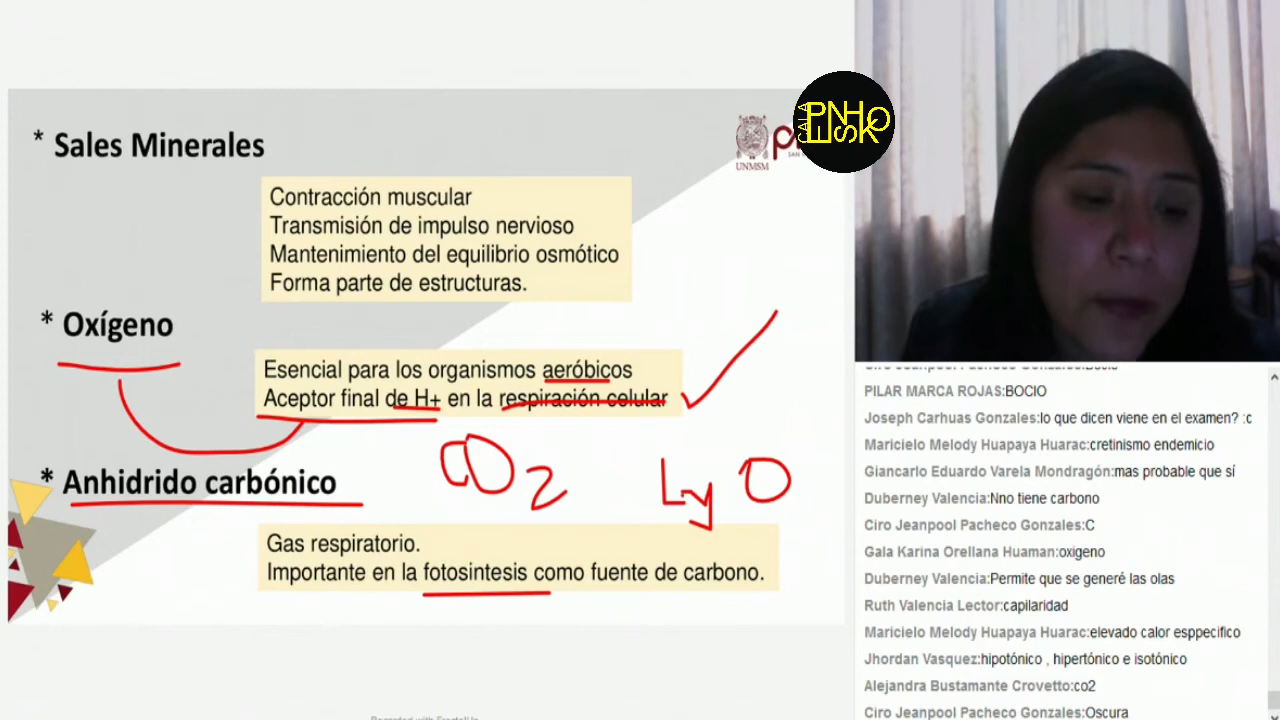 * Sales Minerales
UNMSM
CALA
PNHO
ESK
Contracción muscular
Transmisión de impulso nervioso
Mantenimiento del equilibrio osmótico
Forma parte de estructuras.
* Oxígeno
Esencial para los organismos aeróbicos
Aceptor final de H+ en la respiración celular
CO2
L y O
* Anhidrido carbónico
Gas respiratorio.
Importante en la fotosintesis como fuente de carbono.
PILAR MARCA ROJAS:BOCIO
Joseph Carhuas Gonzales:lo que dicen viene en el examen? :c
Maricielo Melody Huapaya Huarac:cretinismo endemicio
Giancarlo Eduardo Varela Mondragón:mas probable que sí
Duberney Valencia:Nno tiene carbono
Ciro Jeanpool Pacheco Gonzales:C
Gala Karina Orellana Huaman:oxigeno
Duberney Valencia:Permite que se generé las olas
Ruth Valencia Lector:capilaridad
Maricielo Melody Huapaya Huarac:elevado calor esppecifico
Jhordan Vasquez:hipotónico , hipertónico e isotónico
Alejandra Bustamante Crovetto:co2
Ciro Jeanpool Pacheco Gonzales:Oscura